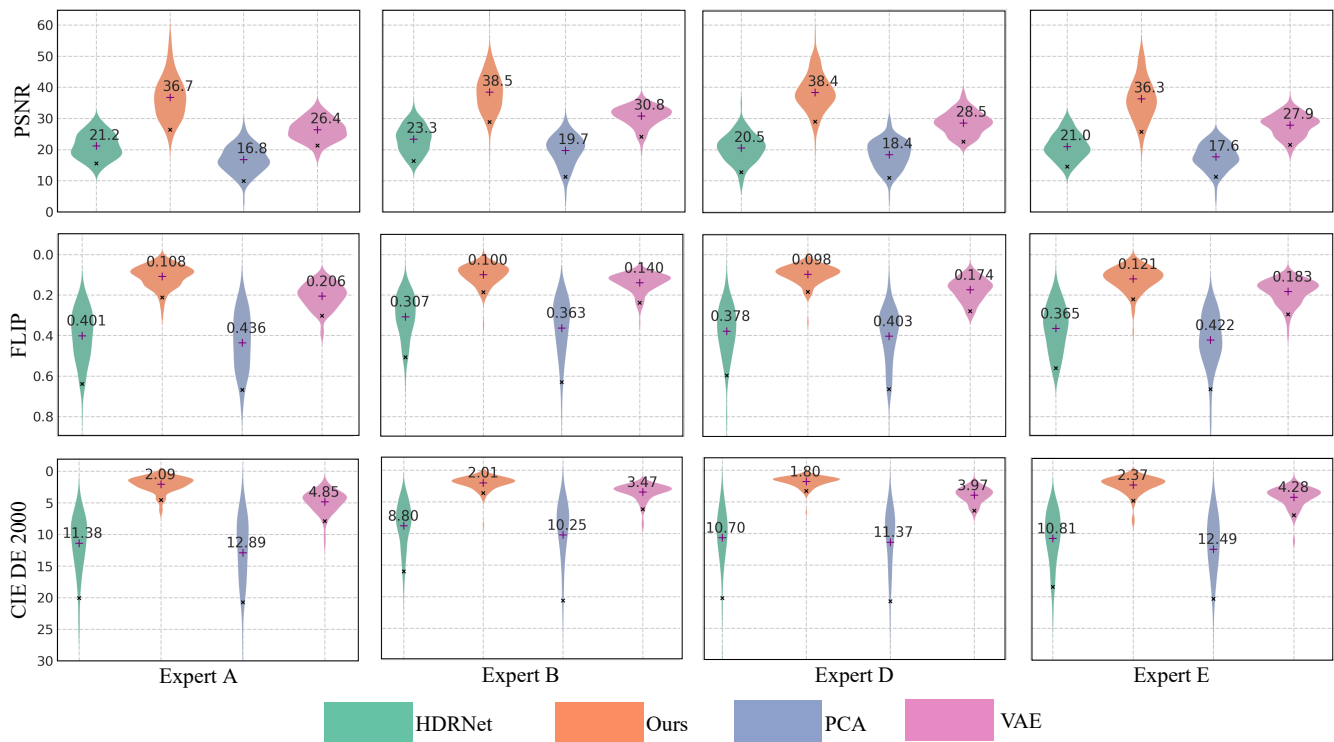 PSNR
60
50
40
30
20
10
0
21.2 36.7 16.8 26.4
23.3 38.5 19.7 30.8
20.5 38.4 18.4 28.5
21.0 36.3 17.6 27.9
FLIP
0.0
0.2
0.4
0.6
0.8
0.401 0.108 0.436 0.206
0.307 0.100 0.363 0.140
0.378 0.098 0.403 0.174
0.365 0.121 0.422 0.183
CIE DE 2000
0
5
10
15
20
25
30
11.38 2.09 12.89 4.85
8.80 2.01 10.25 3.47
10.70 1.80 11.37 3.97
10.81 2.37 12.49 4.28
Expert A Expert B Expert D Expert E
HDRNet Ours PCA VAE